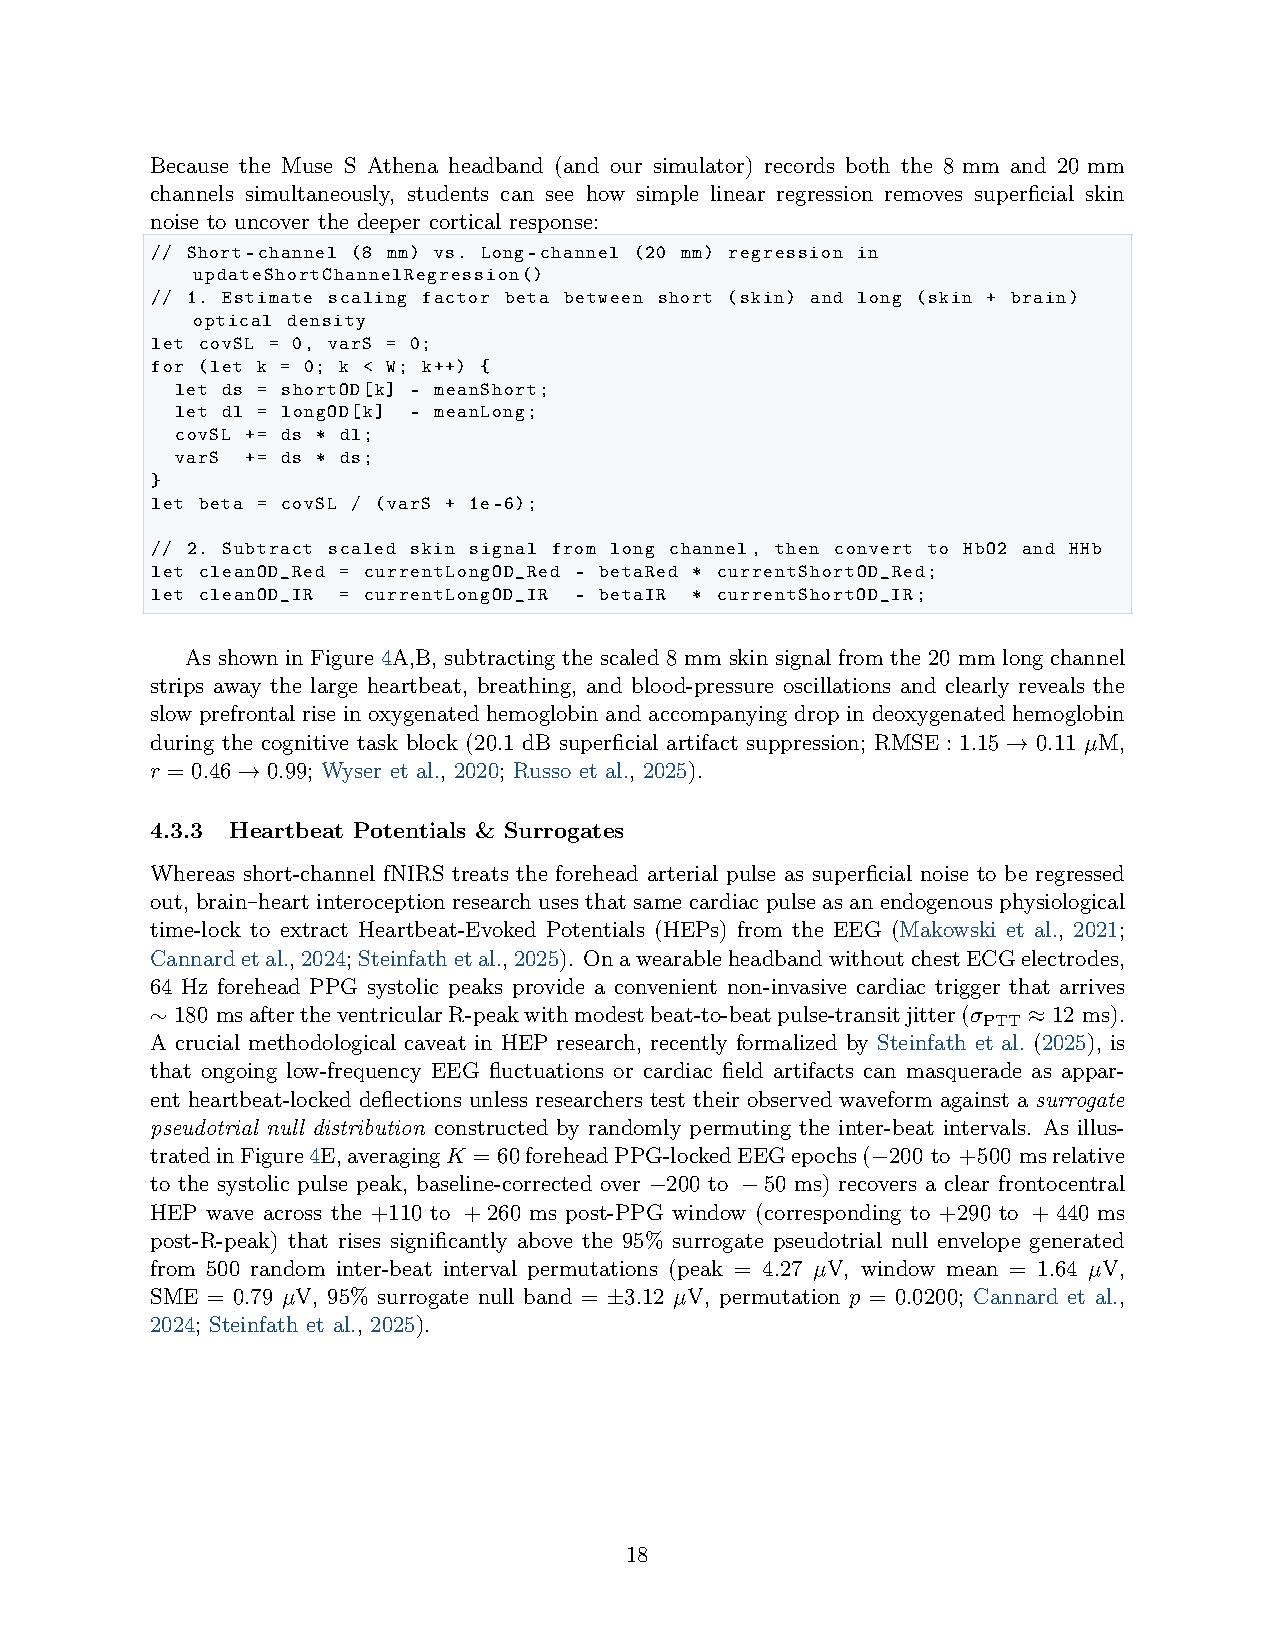 Because the Muse S Athena headband (and our simulator) records both the 8 mm and 20 mm
channels simultaneously, students can see how simple linear regression removes superficial skin
noise to uncover the deeper cortical response:
// Short-channel (8 mm) vs. Long-channel (20 mm) regression in
updateShortChannelRegression()
// 1. Estimate scaling factor beta between short (skin) and long (skin + brain)
optical density
let covSL = 0, varS = 0;
for (let k = 0; k < W; k++) {
let ds = shortOD[k] - meanShort;
let dl = longOD[k]  - meanLong;
covSL += ds * dl;
varS  += ds * ds;
}
let beta = covSL / (varS + 1e-6);
// 2. Subtract scaled skin signal from long channel, then convert to HbO2 and HHb
let cleanOD_Red = currentLongOD_Red - betaRed * currentShortOD_Red;
let cleanOD_IR  = currentLongOD_IR  - betaIR  * currentShortOD_IR;
As shown in Figure 4A,B, subtracting the scaled 8 mm skin signal from the 20 mm long channel
strips away the large heartbeat, breathing, and blood-pressure oscillations and clearly reveals the
slow prefrontal rise in oxygenated hemoglobin and accompanying drop in deoxygenated hemoglobin
during the cognitive task block (20.1 dB superficial artifact suppression; RMSE : 1.15 → 0.11 μM,
r = 0.46 → 0.99; Wyser et al., 2020; Russo et al., 2025).
4.3.3 Heartbeat Potentials & Surrogates
Whereas short-channel fNIRS treats the forehead arterial pulse as superficial noise to be regressed
out, brain–heart interoception research uses that same cardiac pulse as an endogenous physiological
time-lock to extract Heartbeat-Evoked Potentials (HEPs) from the EEG (Makowski et al., 2021;
Cannard et al., 2024; Steinfath et al., 2025). On a wearable headband without chest ECG electrodes,
64 Hz forehead PPG systolic peaks provide a convenient non-invasive cardiac trigger that arrives
∼ 180 ms after the ventricular R-peak with modest beat-to-beat pulse-transit jitter (σPTT ≈ 12 ms).
A crucial methodological caveat in HEP research, recently formalized by Steinfath et al. (2025), is
that ongoing low-frequency EEG fluctuations or cardiac field artifacts can masquerade as appar-
ent heartbeat-locked deflections unless researchers test their observed waveform against a surrogate
pseudotrial null distribution constructed by randomly permuting the inter-beat intervals. As illus-
trated in Figure 4E, averaging K = 60 forehead PPG-locked EEG epochs (−200 to +500 ms relative
to the systolic pulse peak, baseline-corrected over −200 to − 50 ms) recovers a clear frontocentral
HEP wave across the +110 to + 260 ms post-PPG window (corresponding to +290 to + 440 ms
post-R-peak) that rises significantly above the 95% surrogate pseudotrial null envelope generated
from 500 random inter-beat interval permutations (peak = 4.27 μV, window mean = 1.64 μV,
SME = 0.79 μV, 95% surrogate null band = ±3.12 μV, permutation p = 0.0200; Cannard et al.,
2024; Steinfath et al., 2025).
18